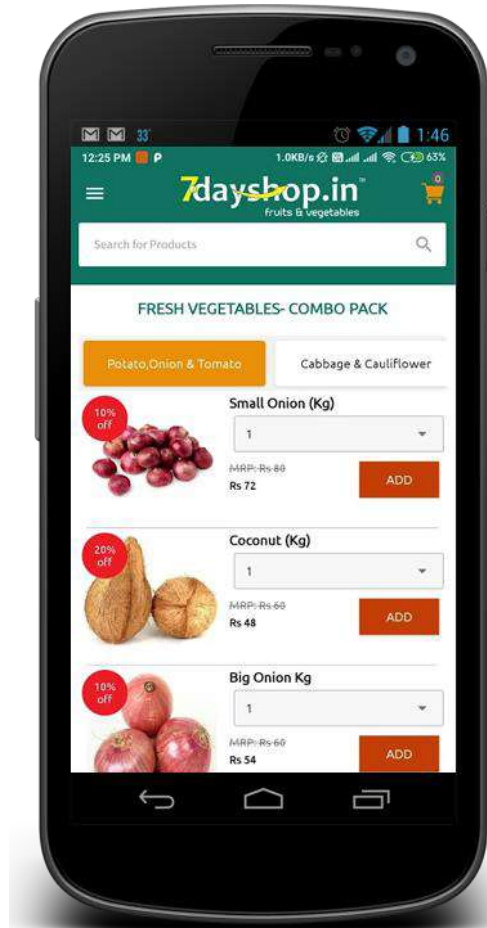 33°
1:46
12:25 PM P
1.0KB/s 63%
7dayshop.in™
fruits & vegetables
0
Search for Products
FRESH VEGETABLES- COMBO PACK
Potato,Onion & Tomato
Cabbage & Cauliflower
10%
off
Small Onion (Kg)
1
MRP: Rs 80
Rs 72
ADD
20%
off
Coconut (Kg)
1
MRP: Rs 60
Rs 48
ADD
10%
off
Big Onion Kg
1
MRP: Rs 60
Rs 54
ADD